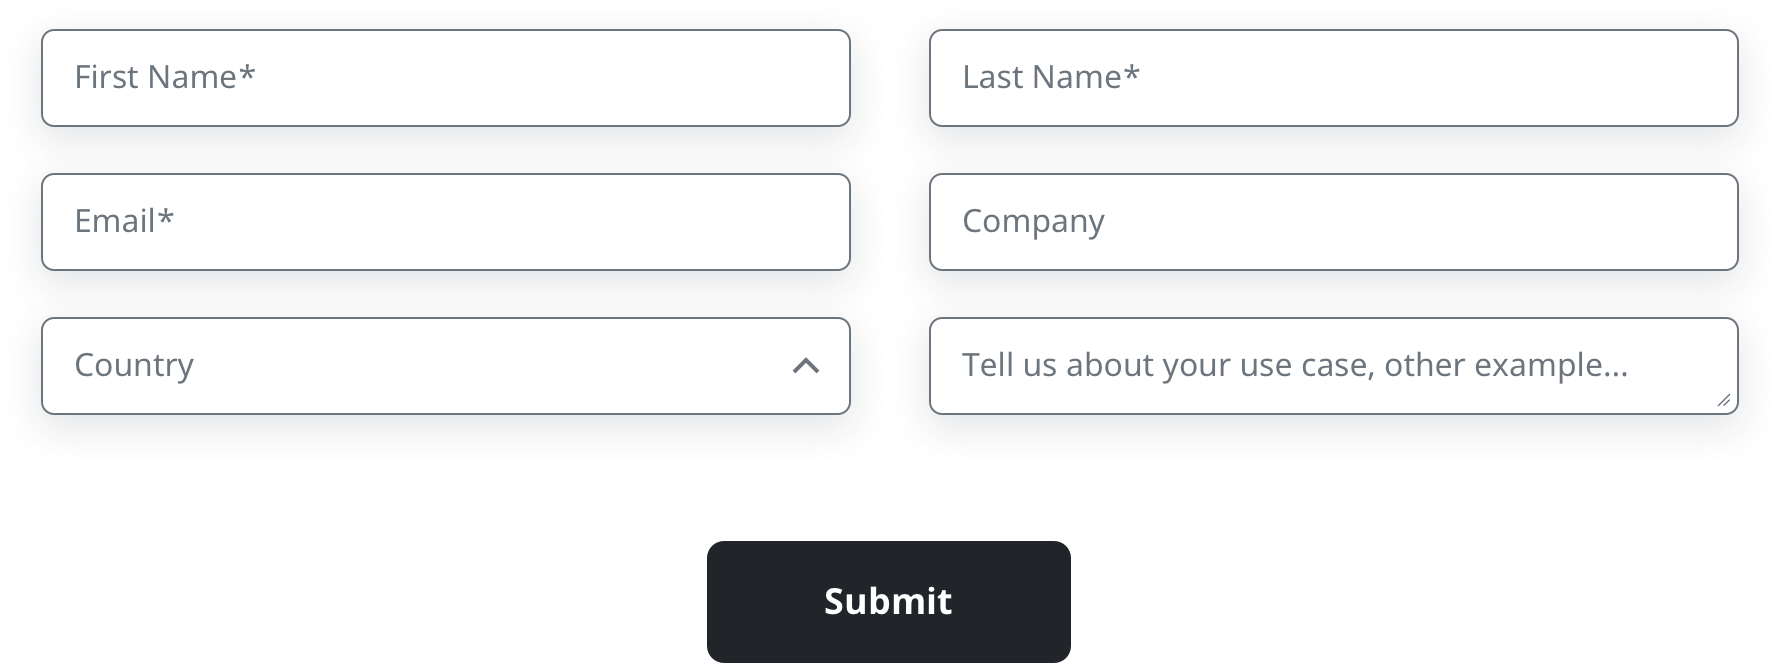 First Name*
Last Name*
Email*
Company
Country
Tell us about your use case, other example...
Submit